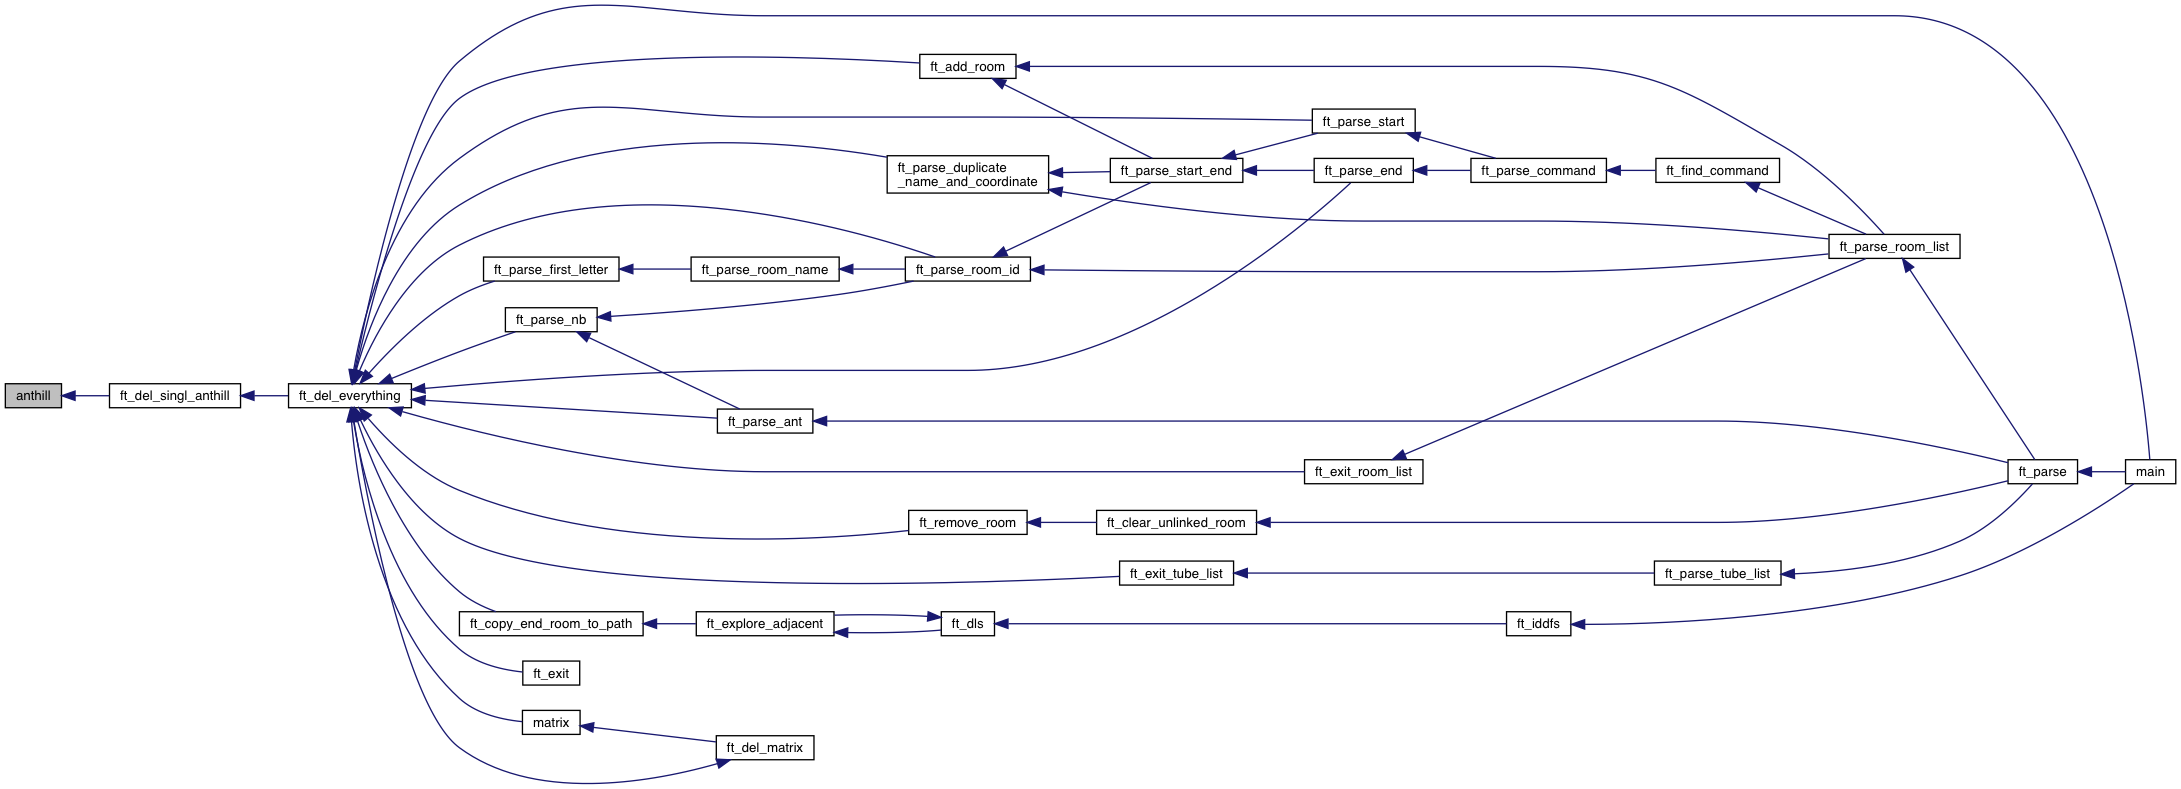 ft_add_room
ft_parse_start
ft_parse_duplicate
_name_and_coordinate
ft_parse_start_end
ft_parse_end
ft_parse_command
ft_find_command
ft_parse_room_list
ft_parse_first_letter
ft_parse_room_name
ft_parse_room_id
ft_parse_nb
anthill
ft_del_singl_anthill
ft_del_everything
ft_parse_ant
ft_exit_room_list
ft_parse
main
ft_remove_room
ft_clear_unlinked_room
ft_exit_tube_list
ft_parse_tube_list
ft_copy_end_room_to_path
ft_explore_adjacent
ft_dls
ft_iddfs
ft_exit
matrix
ft_del_matrix